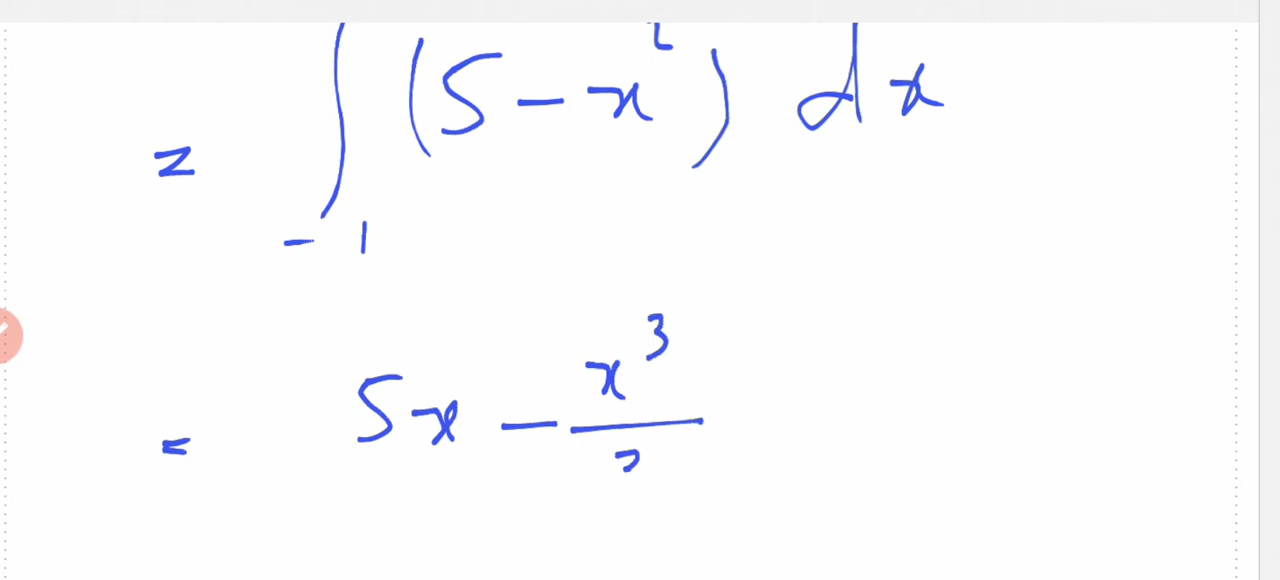 = ∫₋₁ (5 - x²) dx
= 5x - x³/3